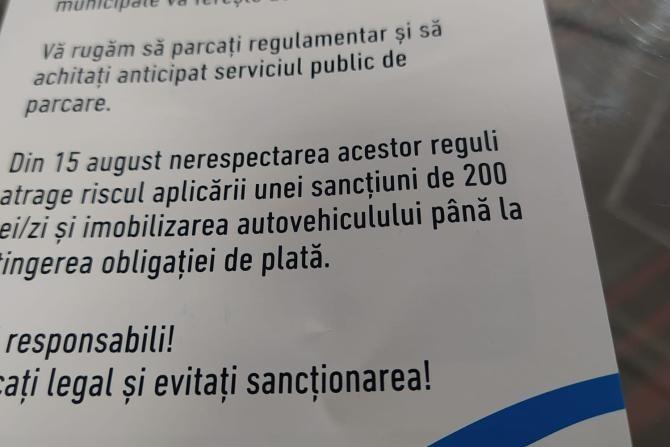 municipale vă
Vă rugăm să parcați regulamentar și să
achitați anticipat serviciul public de
parcare.
Din 15 august nerespectarea acestor reguli
atrage riscul aplicării unei sancțiuni de 200
ei/zi și imobilizarea autovehiculului până la
tingerea obligației de plată.
responsabili!
cați legal și evitați sancționarea!